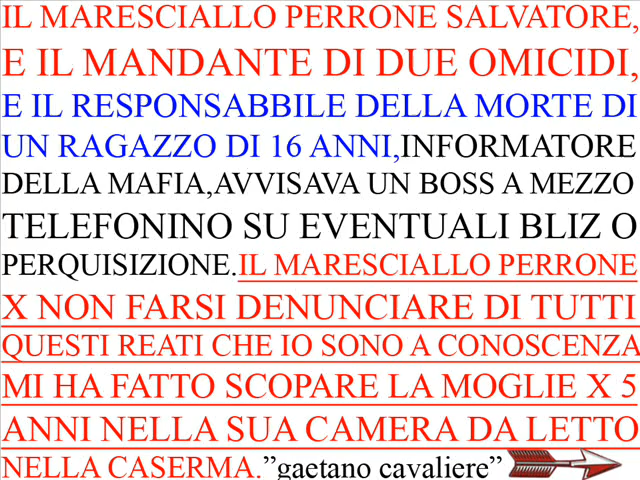 IL MARESCIALLO PERRONE SALVATORE,
E IL MANDANTE DI DUE OMICIDI,
E IL RESPONSABBILE DELLA MORTE DI
UN RAGAZZO DI 16 ANNI,INFORMATORE
DELLA MAFIA,AVVISAVA UN BOSS A MEZZO
TELEFONINO SU EVENTUALI BLIZ O
PERQUISIZIONE.IL MARESCIALLO PERRONE
X NON FARSI DENUNCIARE DI TUTTI
QUESTI REATI CHE IO SONO A CONOSCENZA
MI HA FATTO SCOPARE LA MOGLIE X 5
ANNI NELLA SUA CAMERA DA LETTO
NELLA CASERMA.”gaetano cavaliere”